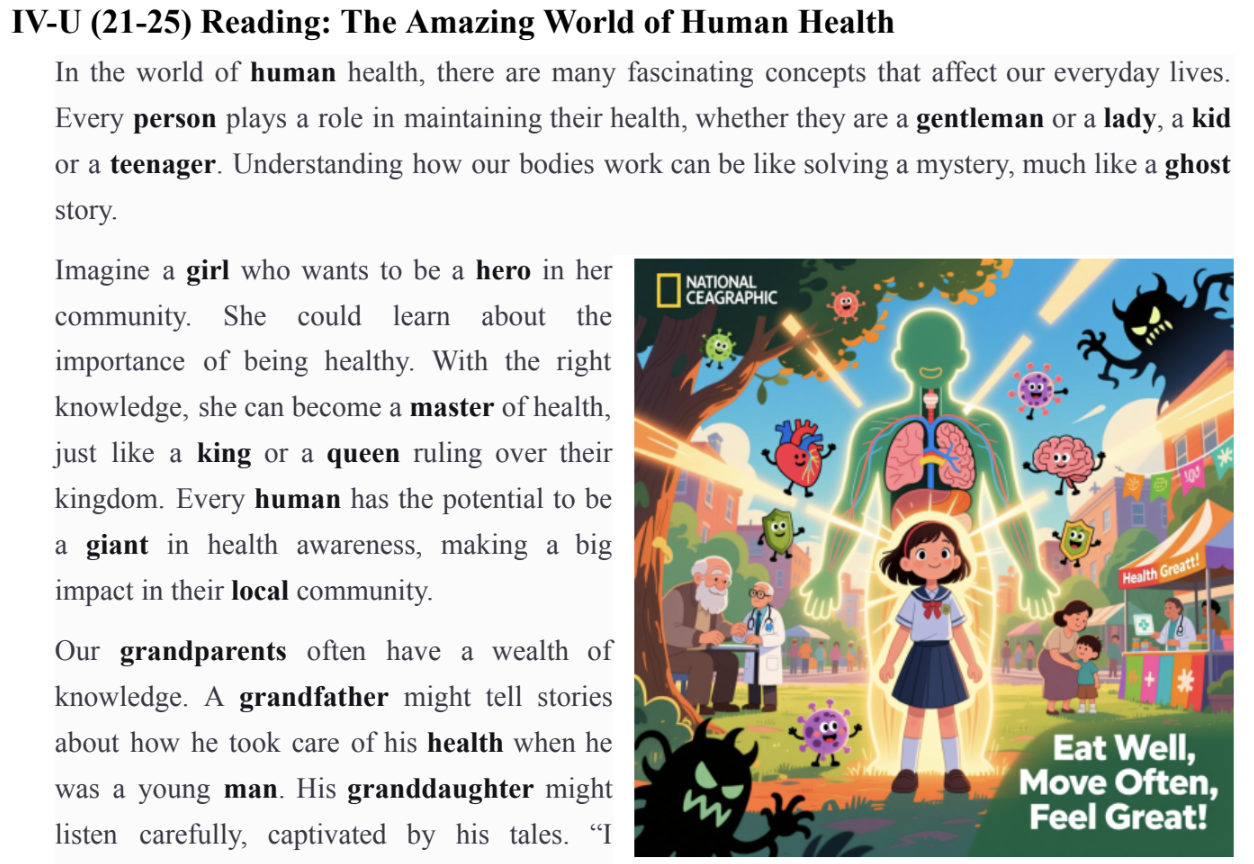 IV-U (21-25) Reading: The Amazing World of Human Health
In the world of human health, there are many fascinating concepts that affect our everyday lives.
Every person plays a role in maintaining their health, whether they are a gentleman or a lady, a kid
or a teenager. Understanding how our bodies work can be like solving a mystery, much like a ghost
story.
Imagine a girl who wants to be a hero in her
community. She could learn about the
importance of being healthy. With the right
knowledge, she can become a master of health,
just like a king or a queen ruling over their
kingdom. Every human has the potential to be
a giant in health awareness, making a big
impact in their local community.
Our grandparents often have a wealth of
knowledge. A grandfather might tell stories
about how he took care of his health when he
was a young man. His granddaughter might
listen carefully, captivated by his tales. “I
NATIONAL
CEAGRAPHIC
Health Greatt!
Eat Well,
Move Often,
Feel Great!